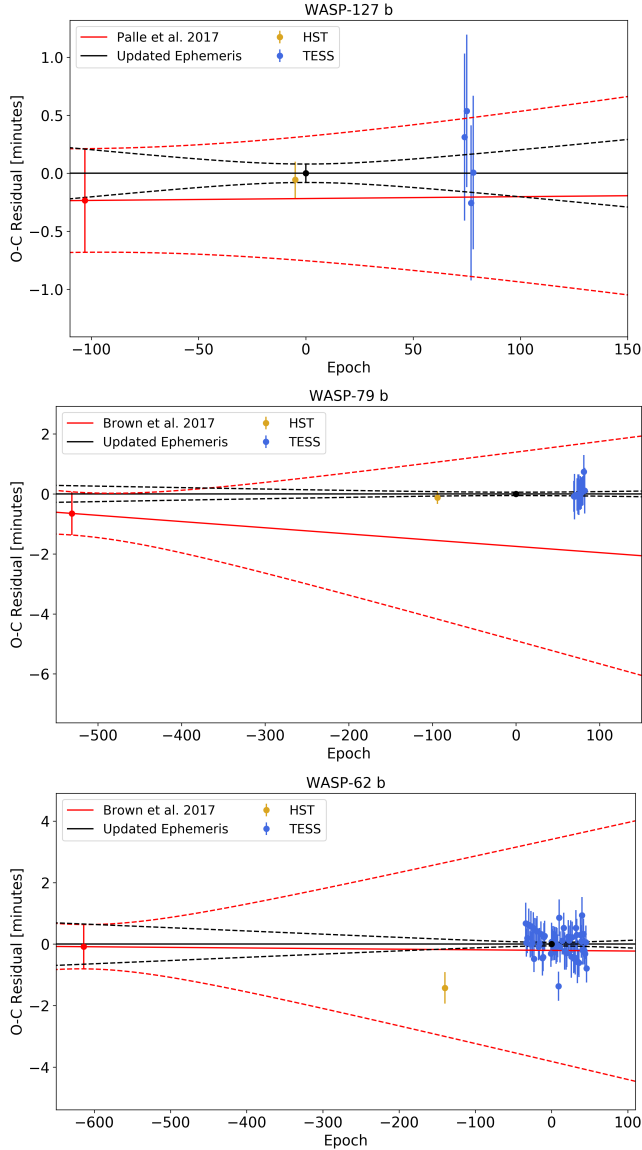 WASP-127 b
Palle et al. 2017
Updated Ephemeris
HST
TESS
O-C Residual [minutes]
1.0
0.5
0.0
−0.5
−1.0
−100
−50
0
50
100
150
Epoch
WASP-79 b
Brown et al. 2017
Updated Ephemeris
HST
TESS
O-C Residual [minutes]
2
0
−2
−4
−6
−500
−400
−300
−200
−100
0
100
Epoch
WASP-62 b
Brown et al. 2017
Updated Ephemeris
HST
TESS
O-C Residual [minutes]
4
2
0
−2
−4
−600
−500
−400
−300
−200
−100
0
100
Epoch